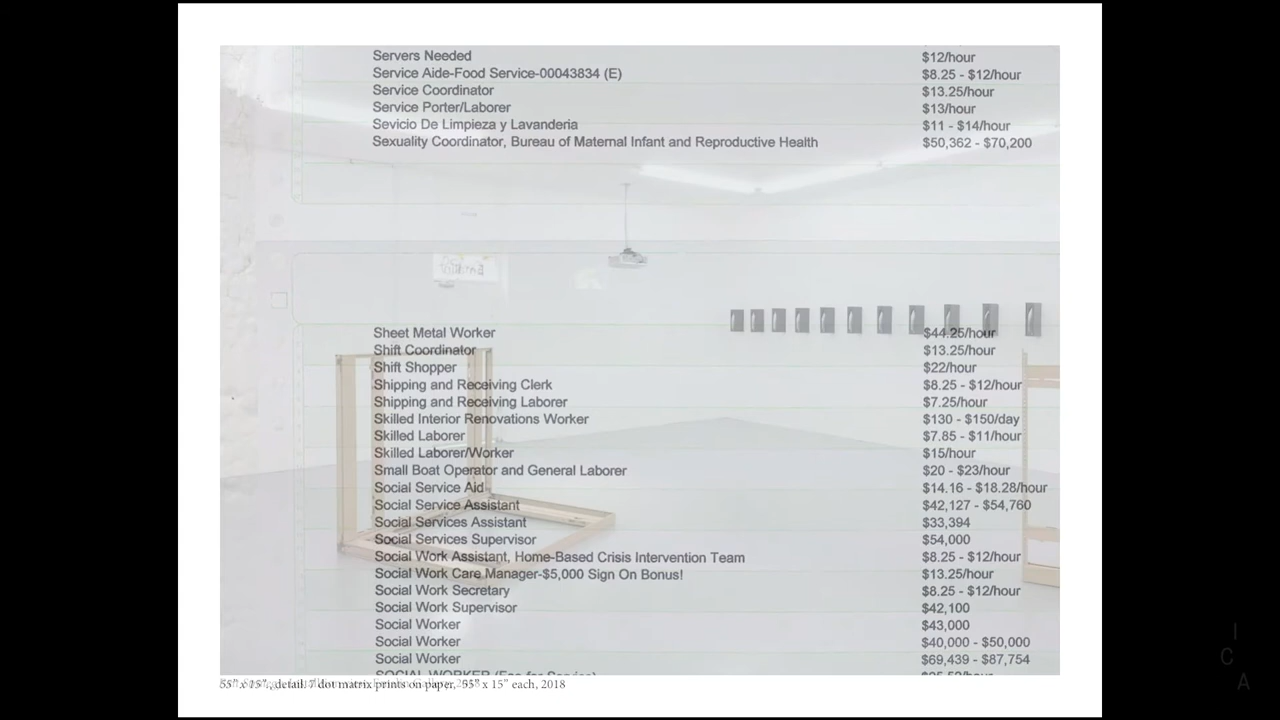 Servers Needed $12/hour
Service Aide-Food Service-00043834 (E) $8.25 - $12/hour
Service Coordinator $13.25/hour
Service Porter/Laborer $13/hour
Sevicio De Limpieza y Lavanderia $11 - $14/hour
Sexuality Coordinator, Bureau of Maternal Infant and Reproductive Health $50,362 - $70,200
Sheet Metal Worker $44.25/hour
Shift Coordinator $13.25/hour
Shift Shopper $22/hour
Shipping and Receiving Clerk $8.25 - $12/hour
Shipping and Receiving Laborer $7.25/hour
Skilled Interior Renovations Worker $130 - $150/day
Skilled Laborer $7.85 - $11/hour
Skilled Laborer/Worker $15/hour
Small Boat Operator and General Laborer $20 - $23/hour
Social Service Aid $14.16 - $18.28/hour
Social Service Assistant $42,127 - $54,760
Social Services Assistant $33,394
Social Services Supervisor $54,000
Social Work Assistant, Home-Based Crisis Intervention Team $8.25 - $12/hour
Social Work Care Manager-$5,000 Sign On Bonus! $13.25/hour
Social Work Secretary $8.25 - $12/hour
Social Work Supervisor $42,100
Social Worker $43,000
Social Worker $40,000 - $50,000
Social Worker $69,439 - $87,754
SOCIAL WORKER (Fee for Service)
detail 7 dot matrix prints on paper, 55" x 15" each, 2018
I
C
A